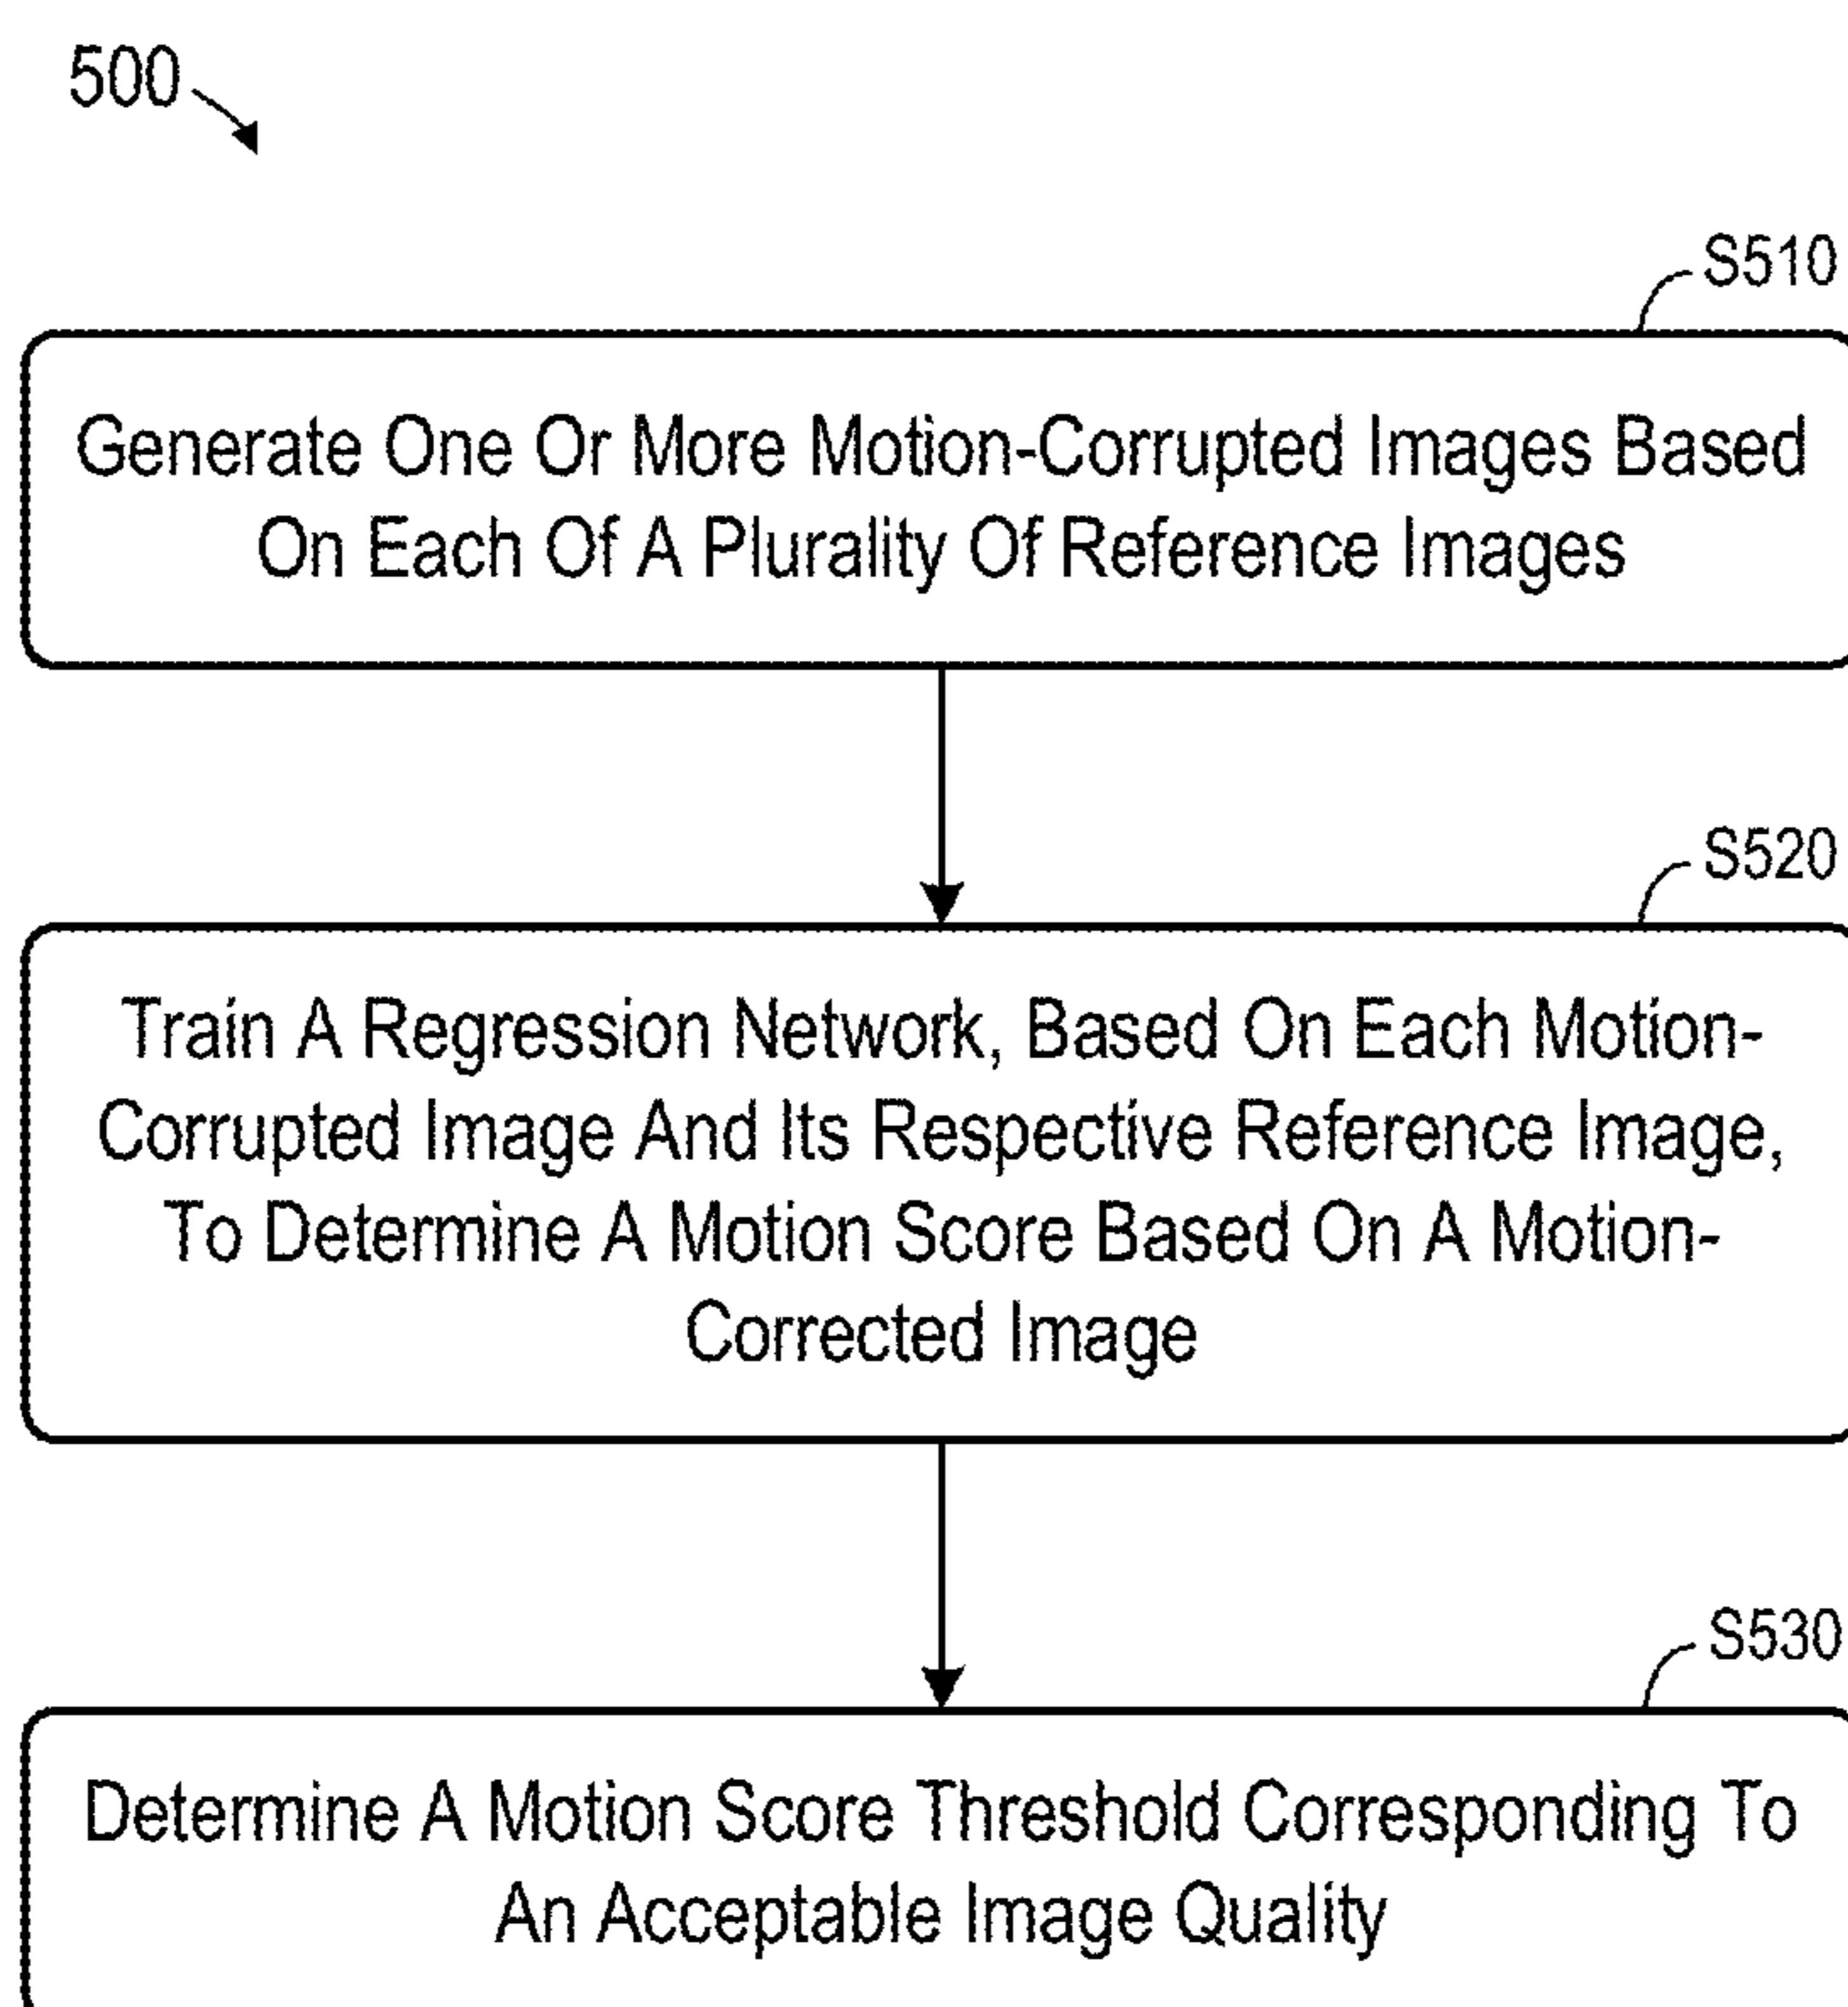 500
S510
Generate One Or More Motion-Corrupted Images Based
On Each Of A Plurality Of Reference Images
S520
Train A Regression Network, Based On Each Motion-
Corrupted Image And Its Respective Reference Image,
To Determine A Motion Score Based On A Motion-
Corrected Image
S530
Determine A Motion Score Threshold Corresponding To
An Acceptable Image Quality